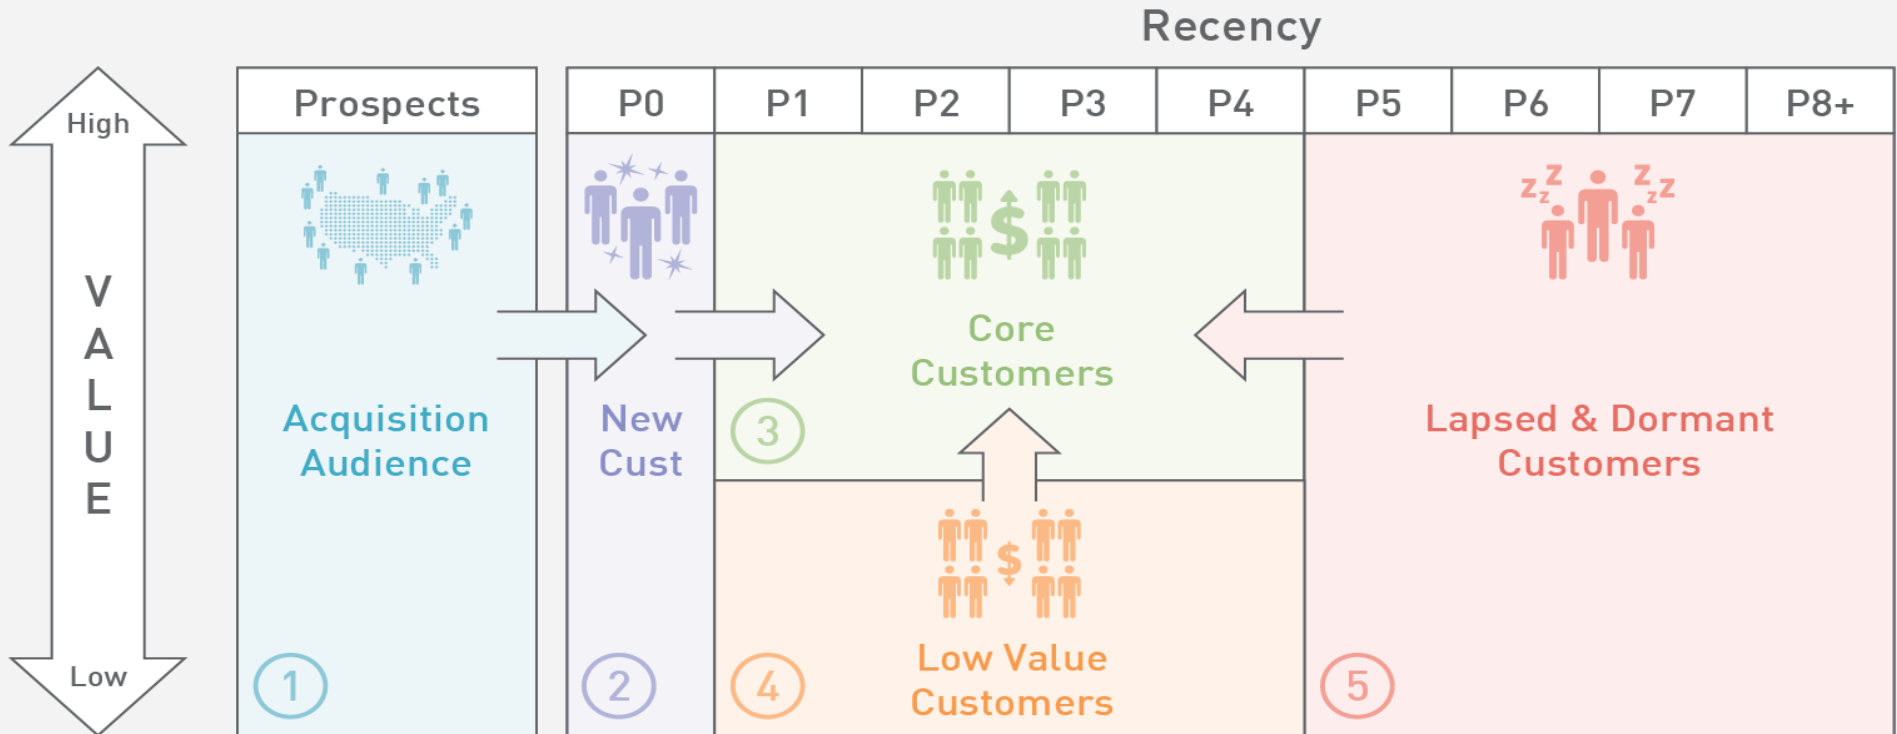 Recency
High
VALUE
Low
Prospects
P0
P1
P2
P3
P4
P5
P6
P7
P8+
Acquisition
Audience
1
New
Cust
2
$
Core
Customers
3
$
Low Value
Customers
4
z z z
z z z
Lapsed & Dormant
Customers
5